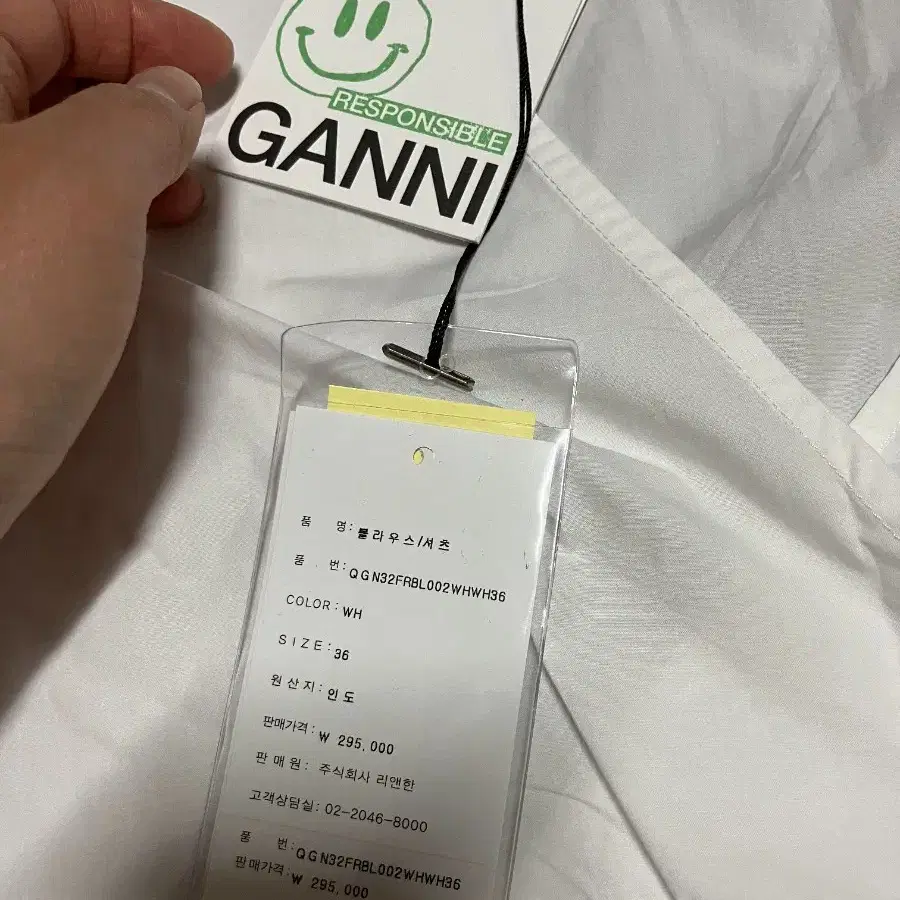 RESPONSIBLE
GANNI
품 명: 블라우스/셔츠
품 번: QGN32FRBL002WHWH36
COLOR: WH
SIZE: 36
원산지: 인도
판매가격: ₩ 295,000
판매원: 주식회사 리앤한
고객상담실: 02-2046-8000
품 번: QGN32FRBL002WHWH36
판매가격: ₩ 295,000